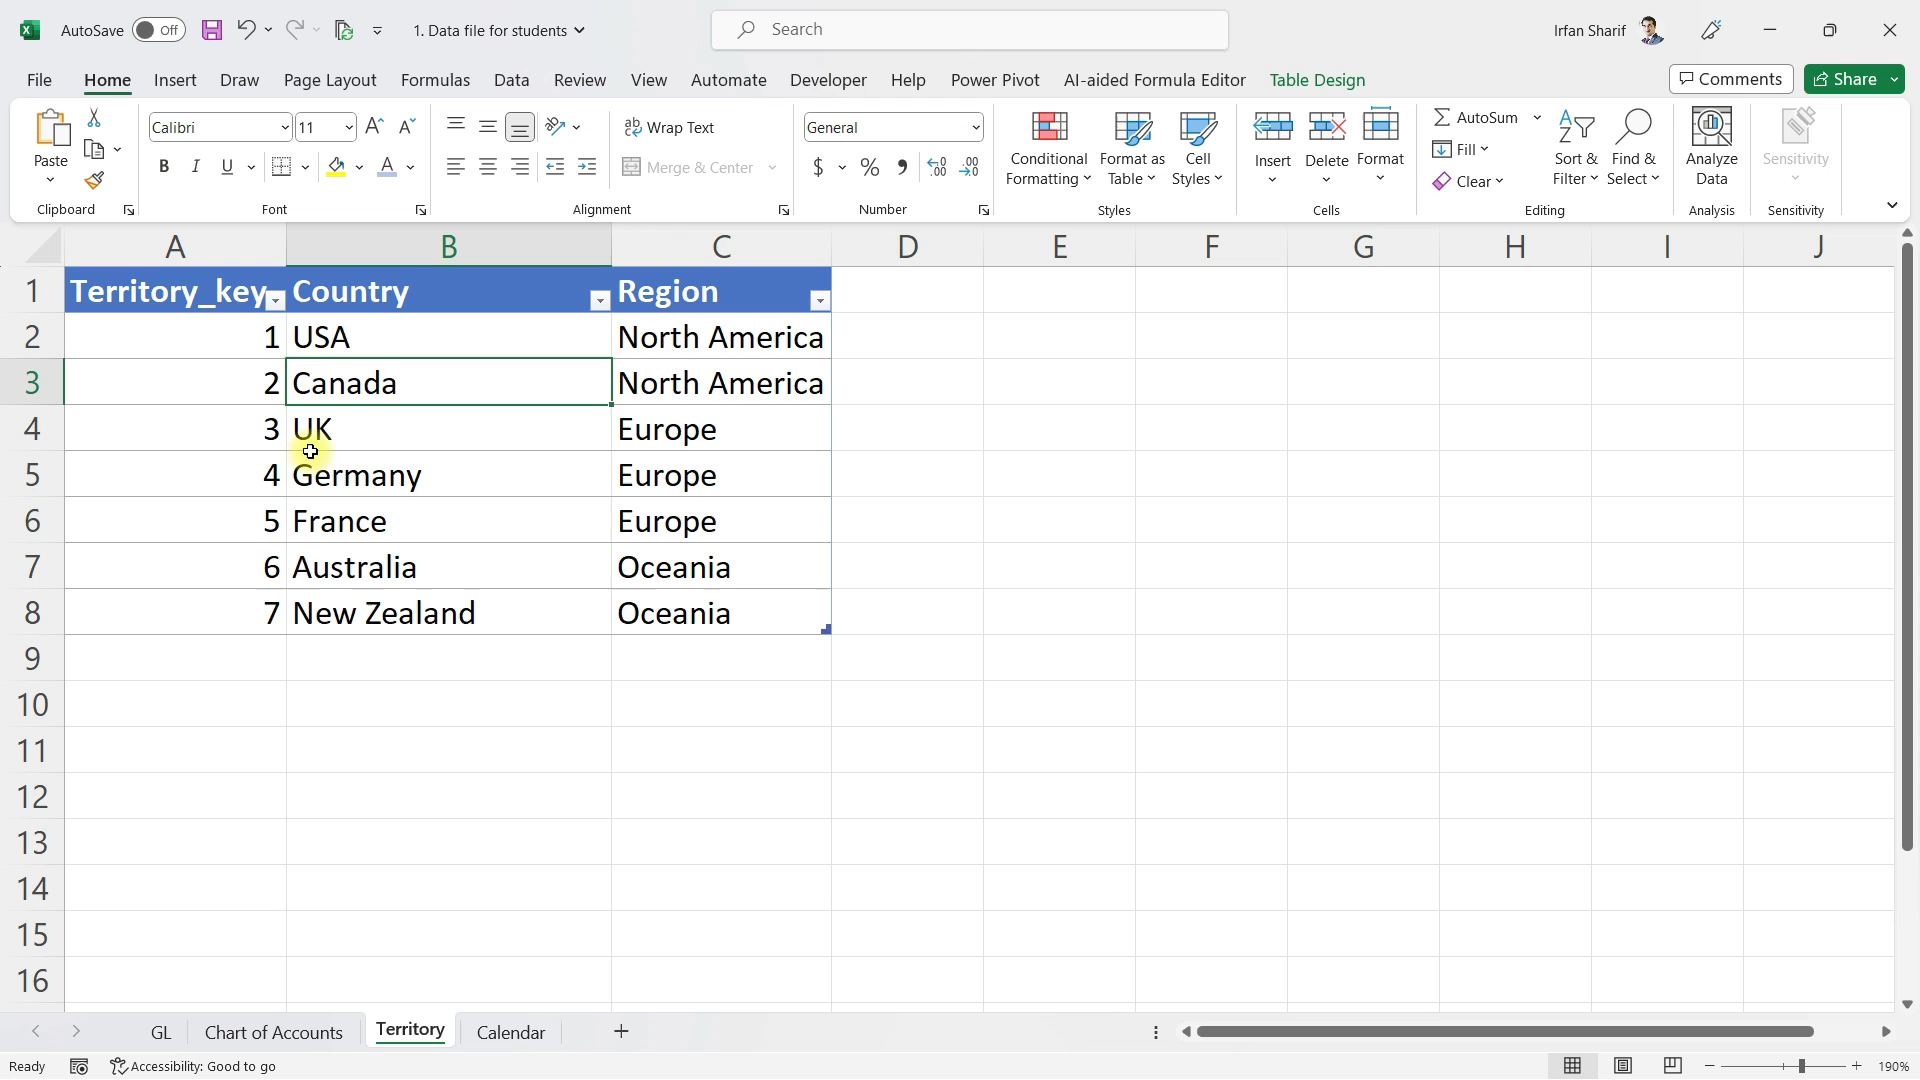 AutoSave Off 1. Data file for students Search Irfan Sharif
File Home Insert Draw Page Layout Formulas Data Review View Automate Developer Help Power Pivot AI-aided Formula Editor Table Design Comments Share
Paste
Clipboard
Calibri 11
B I U A
Font
Wrap Text
Merge & Center
Alignment
General
$ % ,
Number
Conditional Formatting
Format as Table
Cell Styles
Styles
Insert Delete Format
Cells
AutoSum
Fill
Clear
Sort & Filter
Find & Select
Editing
Analyze Data
Analysis
Sensitivity
Sensitivity
A B C D E F G H I J
1 Territory_key Country Region
2 1 USA North America
3 2 Canada North America
4 3 UK Europe
5 4 Germany Europe
6 5 France Europe
7 6 Australia Oceania
8 7 New Zealand Oceania
9
10
11
12
13
14
15
16
GL Chart of Accounts Territory Calendar +
Ready Accessibility: Good to go 190%